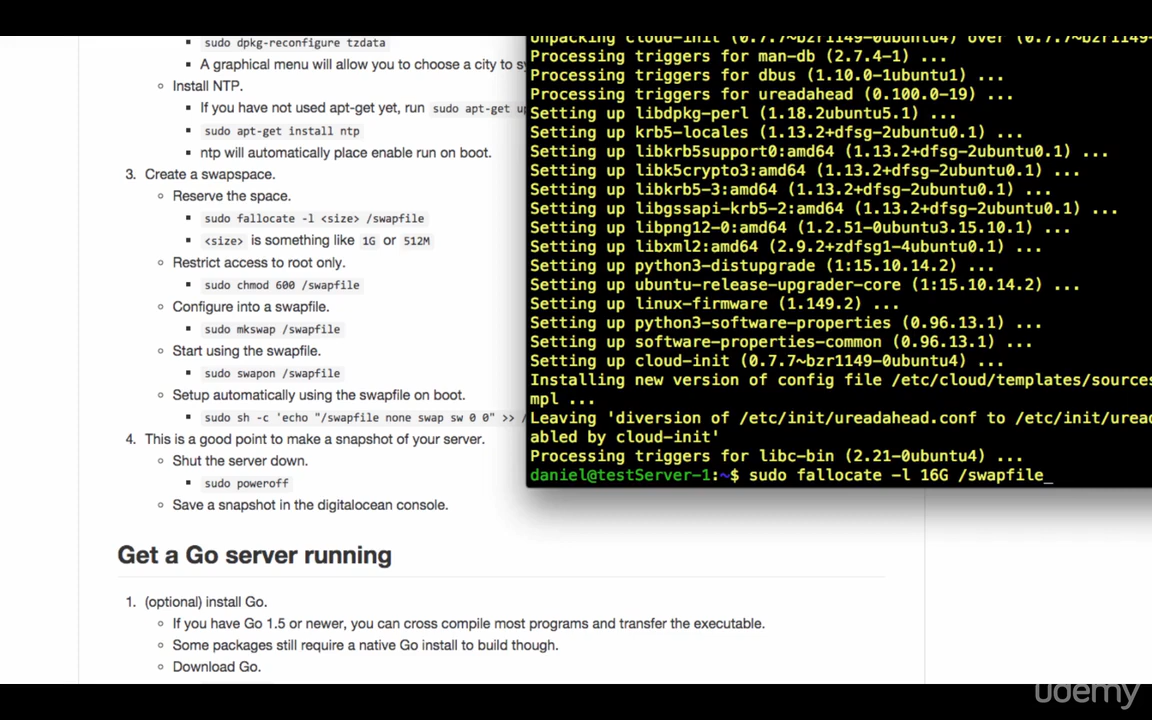 sudo dpkg-reconfigure tzdata
A graphical menu will allow you to choose a city to
Install NTP.
If you have not used apt-get yet, run sudo apt-get
sudo apt-get install ntp
ntp will automatically place enable run on boot.
3. Create a swapspace.
Reserve the space.
sudo fallocate -l <size> /swapfile
<size> is something like 1G or 512M
Restrict access to root only.
sudo chmod 600 /swapfile
Configure into a swapfile.
sudo mkswap /swapfile
Start using the swapfile.
sudo swapon /swapfile
Setup automatically using the swapfile on boot.
sudo sh -c 'echo "/swapfile none swap sw 0 0" >> /
4. This is a good point to make a snapshot of your server.
Shut the server down.
sudo poweroff
Save a snapshot in the digitalocean console.
Get a Go server running
1. (optional) install Go.
If you have Go 1.5 or newer, you can cross compile most programs and transfer the executable.
Some packages still require a native Go install to build though.
Download Go.
Unpacking cloud-init (0.7.7~bzr1149-0ubuntu4) over (0.7.7~bzr1149-
Processing triggers for man-db (2.7.4-1) ...
Processing triggers for dbus (1.10.0-1ubuntu1) ...
Processing triggers for ureadahead (0.100.0-19) ...
Setting up libdpkg-perl (1.18.2ubuntu5.1) ...
Setting up krb5-locales (1.13.2+dfsg-2ubuntu0.1) ...
Setting up libkrb5support0:amd64 (1.13.2+dfsg-2ubuntu0.1) ...
Setting up libk5crypto3:amd64 (1.13.2+dfsg-2ubuntu0.1) ...
Setting up libkrb5-3:amd64 (1.13.2+dfsg-2ubuntu0.1) ...
Setting up libgssapi-krb5-2:amd64 (1.13.2+dfsg-2ubuntu0.1) ...
Setting up libpng12-0:amd64 (1.2.51-0ubuntu3.15.10.1) ...
Setting up libxml2:amd64 (2.9.2+zdfsg1-4ubuntu0.1) ...
Setting up python3-distupgrade (1:15.10.14.2) ...
Setting up ubuntu-release-upgrader-core (1:15.10.14.2) ...
Setting up linux-firmware (1.149.2) ...
Setting up python3-software-properties (0.96.13.1) ...
Setting up software-properties-common (0.96.13.1) ...
Setting up cloud-init (0.7.7~bzr1149-0ubuntu4) ...
Installing new version of config file /etc/cloud/templates/sources
mpl ...
Leaving 'diversion of /etc/init/ureadahead.conf to /etc/init/uread
abled by cloud-init'
Processing triggers for libc-bin (2.21-0ubuntu4) ...
daniel@testServer-1:~$ sudo fallocate -l 16G /swapfile_
udemy